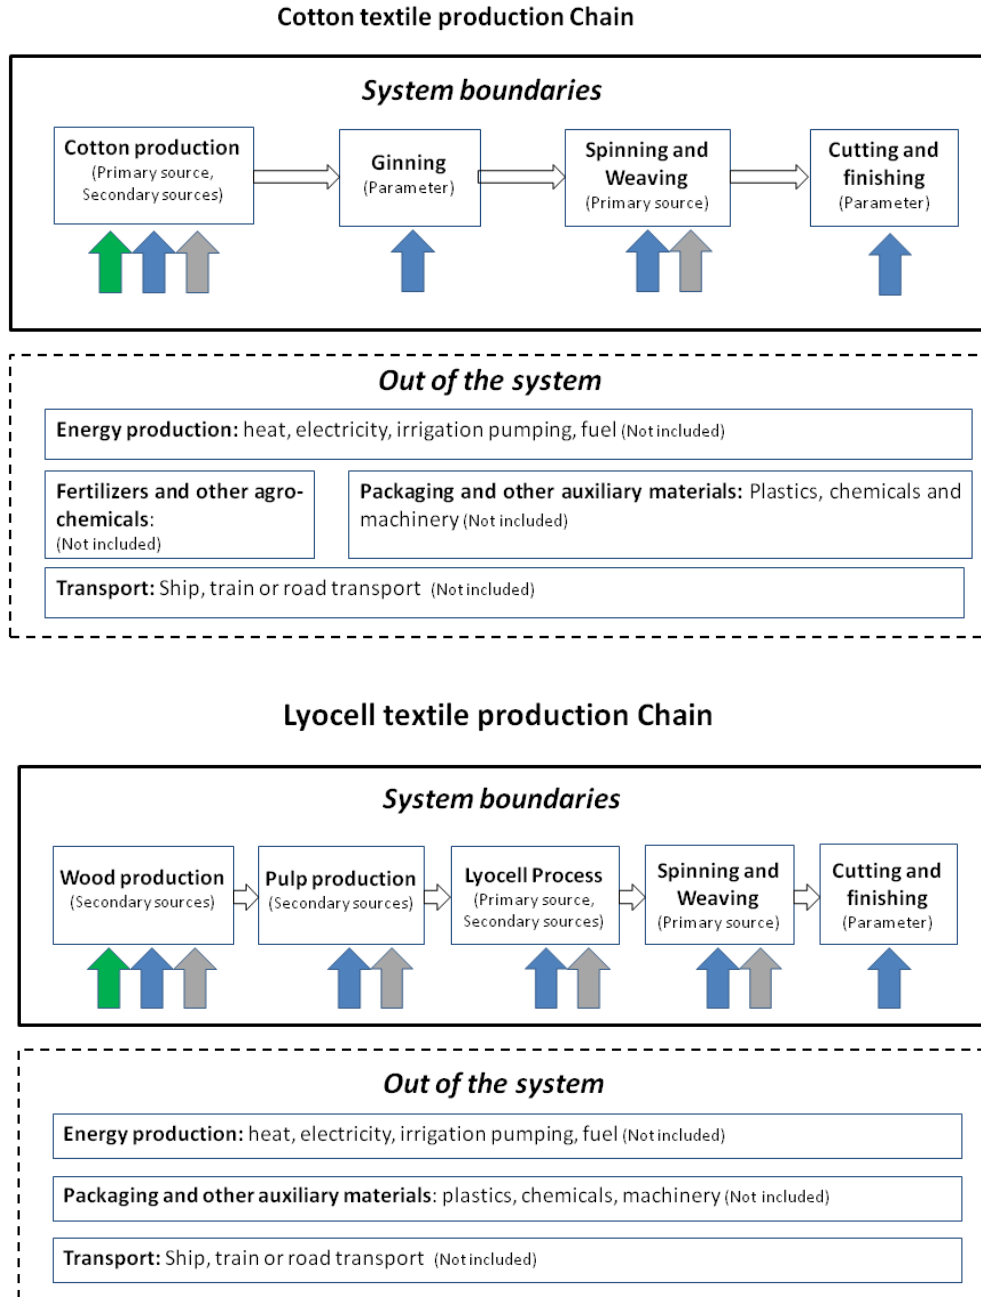 Cotton textile production Chain
System boundaries
Cotton production
(Primary source,
Secondary sources)
Ginning
(Parameter)
Spinning and
Weaving
(Primary source)
Cutting and
finishing
(Parameter)
Out of the system
Energy production: heat, electricity, irrigation pumping, fuel (Not included)
Fertilizers and other agro-
chemicals:
(Not included)
Packaging and other auxiliary materials: Plastics, chemicals and
machinery (Not included)
Transport: Ship, train or road transport (Not included)
Lyocell textile production Chain
System boundaries
Wood production
(Secondary sources)
Pulp production
(Secondary sources)
Lyocell Process
(Primary source,
Secondary sources)
Spinning and
Weaving
(Primary source)
Cutting and
finishing
(Parameter)
Out of the system
Energy production: heat, electricity, irrigation pumping, fuel (Not included)
Packaging and other auxiliary materials: plastics, chemicals, machinery (Not included)
Transport: Ship, train or road transport (Not included)